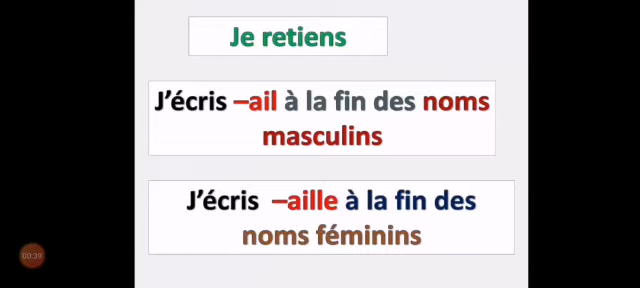 Je retiens
J'écris –ail à la fin des noms
masculins
J'écris –aille à la fin des
noms féminins
00:39